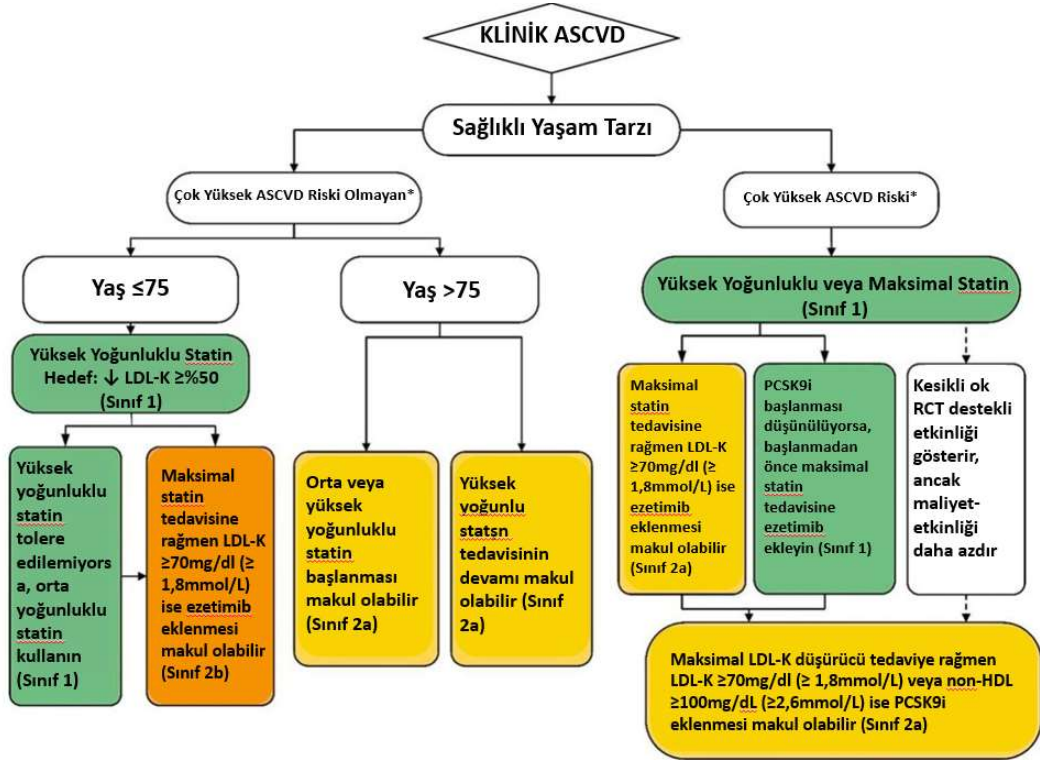 KLİNİK ASCVD
Sağlıklı Yaşam Tarzı
Çok Yüksek ASCVD Riski Olmayan*
Çok Yüksek ASCVD Riski*
Yaş ≤75
Yaş >75
Yüksek Yoğunluklu veya Maksimal Statin
(Sınıf 1)
Yüksek Yoğunluklu Statin
Hedef: ↓ LDL-K ≥%50
(Sınıf 1)
Yüksek
yoğunluklu
statin
tolere
edilemiyors
a, orta
yoğunluklu
statin
kullanın
(Sınıf 1)
Maksimal
statin
tedavisine
rağmen LDL-K
≥70mg/dl (≥
1,8mmol/L)
ise ezetimib
eklenmesi
makul olabilir
(Sınıf 2b)
Orta veya
yüksek
yoğunluklu
statin
başlanması
makul olabilir
(Sınıf 2a)
Yüksek
yoğunlu
statşn
tedavisinin
devamı makul
olabilir (Sınıf
2a)
Maksimal
statin
tedavisine
rağmen LDL-K
≥70mg/dl (≥
1,8mmol/L) ise
ezetimib
eklenmesi
makul olabilir
(Sınıf 2a)
PCSK9i
başlanması
düşünülüyorsa,
başlanmadan
önce maksimal
statin
tedavisine
ezetimib
ekleyin (Sınıf 1)
Kesikli ok
RCT destekli
etkinliği
gösterir,
ancak
maliyet-
etkinliği
daha azdır
Maksimal LDL-K düşürücü tedaviye rağmen
LDL-K ≥70mg/dl (≥ 1,8mmol/L) veya non-HDL
≥100mg/dL (≥2,6mmol/L) ise PCSK9i
eklenmesi makul olabilir (Sınıf 2a)